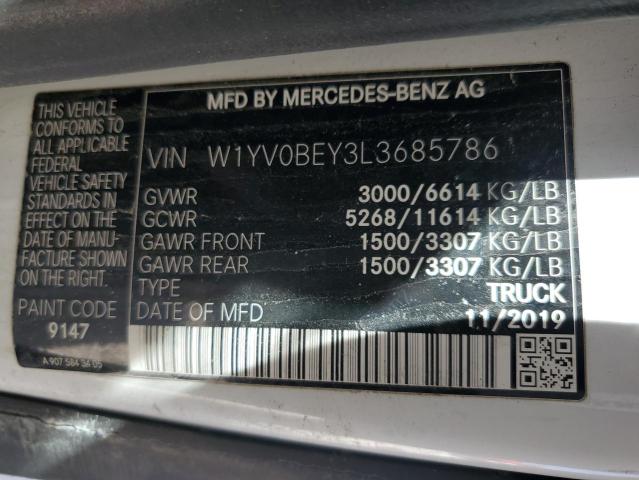 THIS VEHICLE
CONFORMS TO
ALL APPLICABLE
FEDERAL
VEHICLE SAFETY
STANDARDS IN
EFFECT ON THE
DATE OF MANU-
FACTURE SHOWN
ON THE RIGHT.
PAINT CODE
9147
A 907 584 34 05
MFD BY MERCEDES-BENZ AG
VIN W1YV0BEY3L3685786
GVWR 3000/6614 KG/LB
GCWR 5268/11614 KG/LB
GAWR FRONT 1500/3307 KG/LB
GAWR REAR 1500/3307 KG/LB
TYPE TRUCK
DATE OF MFD 11/2019